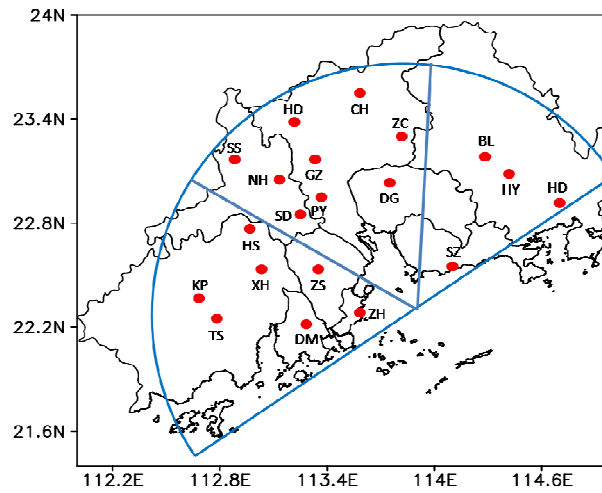 24N
23.4N
22.8N
22.2N
21.6N
HD
CH
ZC
BL
SS
GZ
NH
HY
PY
DG
HD
SD
HS
SZ
KP
XH
ZS
TS
DM
ZH
112.2E
112.8E
113.4E
114E
114.6E